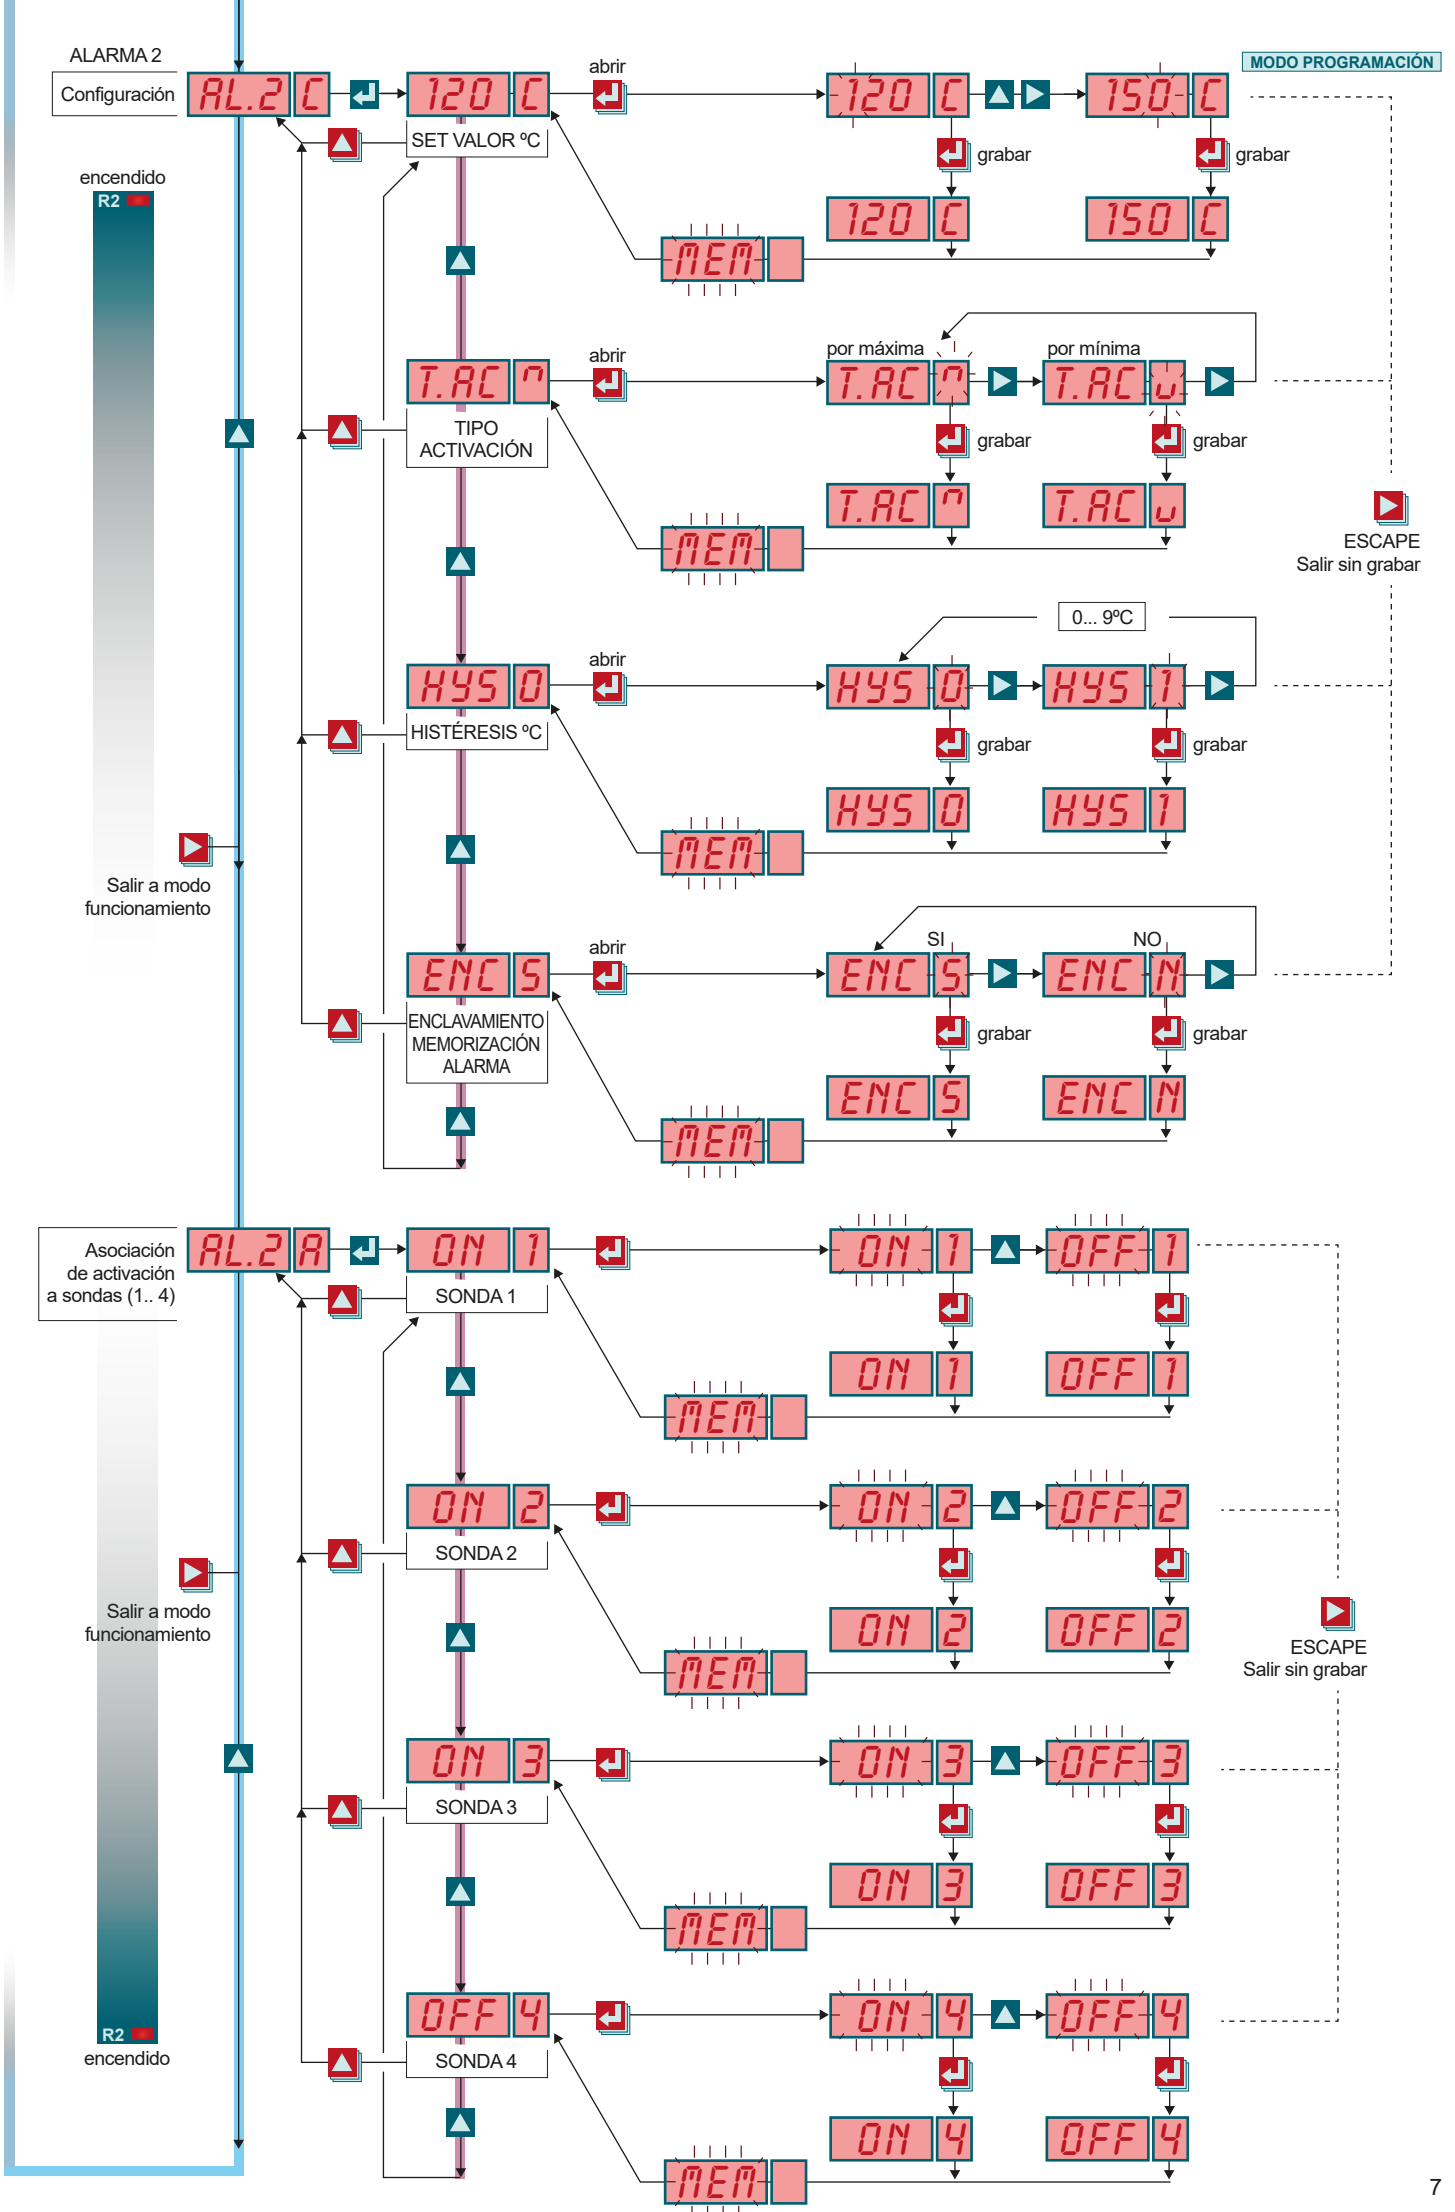 MODO PROGRAMACIÓN
ALARMA 2
Configuración
AL.2 C
120 C
SET VALOR ºC
abrir
120 C
150 C
grabar
grabar
120 C
150 C
MEM
encendido
R2
T.AC ᴖ
TIPO
ACTIVACIÓN
abrir
por máxima
por mínima
T.AC ᴖ
T.AC u
grabar
grabar
T.AC ᴖ
T.AC u
MEM
ESCAPE
Salir sin grabar
0... 9ºC
HYS 0
HISTÉRESIS ºC
abrir
HYS 0
HYS 1
grabar
grabar
HYS 0
HYS 1
MEM
Salir a modo
funcionamiento
ENC S
ENCLAVAMIENTO
MEMORIZACIÓN
ALARMA
abrir
SI
NO
ENC S
ENC N
grabar
grabar
ENC S
ENC N
MEM
Asociación
de activación
a sondas (1.. 4)
AL.2 A
ON 1
SONDA 1
ON 1
OFF 1
ON 1
OFF 1
MEM
ON 2
SONDA 2
ON 2
OFF 2
ON 2
OFF 2
MEM
Salir a modo
funcionamiento
ESCAPE
Salir sin grabar
ON 3
SONDA 3
ON 3
OFF 3
ON 3
OFF 3
MEM
OFF 4
SONDA 4
ON 4
OFF 4
ON 4
OFF 4
MEM
R2
encendido
7